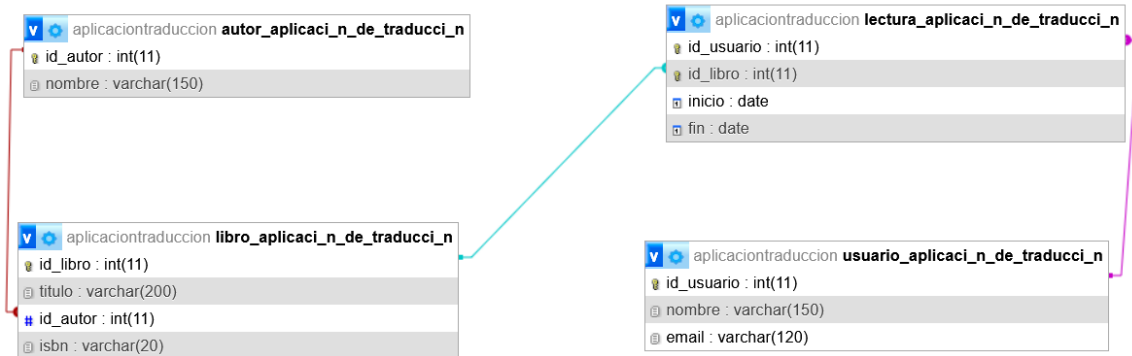 aplicaciontraduccion autor_aplicaci_n_de_traducci_n
id_autor : int(11)
nombre : varchar(150)
aplicaciontraduccion lectura_aplicaci_n_de_traducci_n
id_usuario : int(11)
id_libro : int(11)
inicio : date
fin : date
aplicaciontraduccion libro_aplicaci_n_de_traducci_n
id_libro : int(11)
titulo : varchar(200)
# id_autor : int(11)
isbn : varchar(20)
aplicaciontraduccion usuario_aplicaci_n_de_traducci_n
id_usuario : int(11)
nombre : varchar(150)
email : varchar(120)